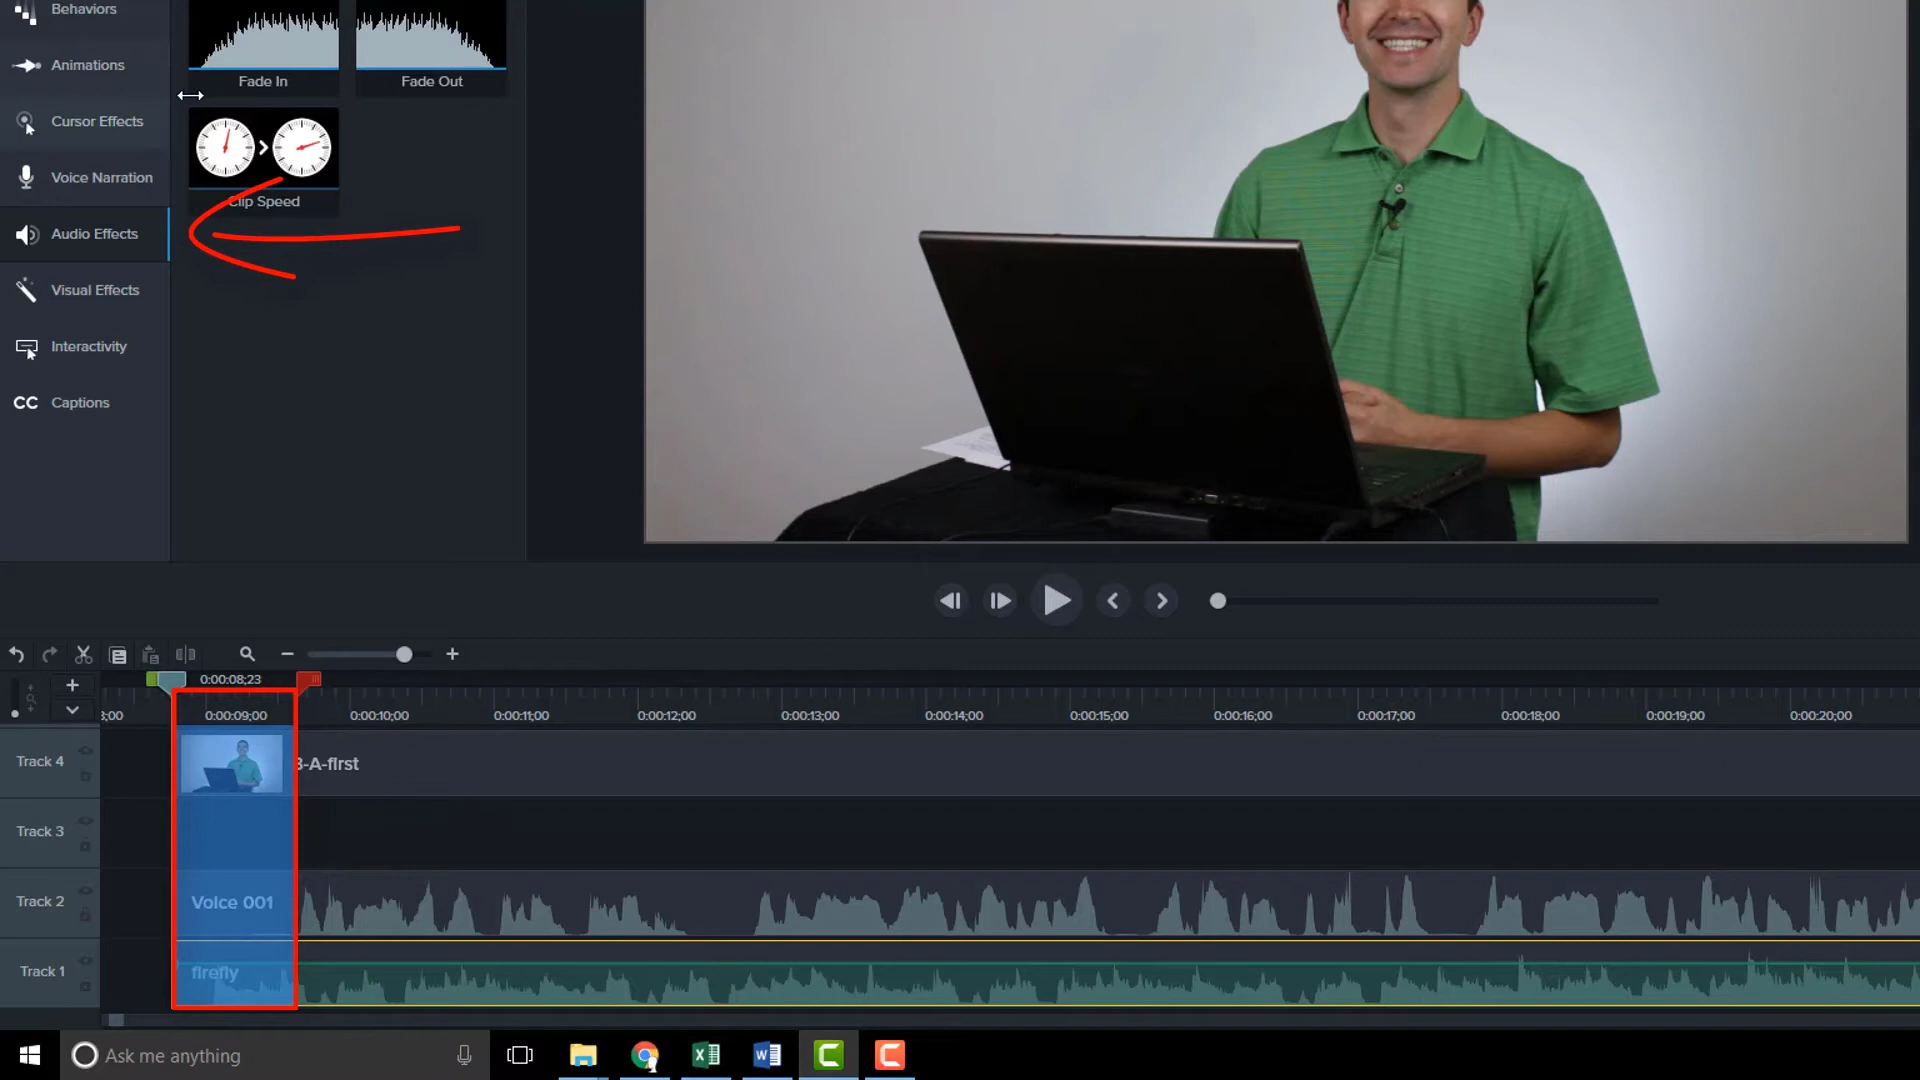 Behaviors
Animations
Cursor Effects
Voice Narration
Audio Effects
Visual Effects
Interactivity
CC Captions
Fade In
Fade Out
Clip Speed
0:00:08;23
3;00
0:00:09;00
0:00:10;00
0:00:11;00
0:00:12;00
0:00:13;00
0:00:14;00
0:00:15;00
0:00:16;00
0:00:17;00
0:00:18;00
0:00:19;00
0:00:20;00
Track 4
3-A-first
Track 3
Track 2
Voice 001
Track 1
firefly
Ask me anything